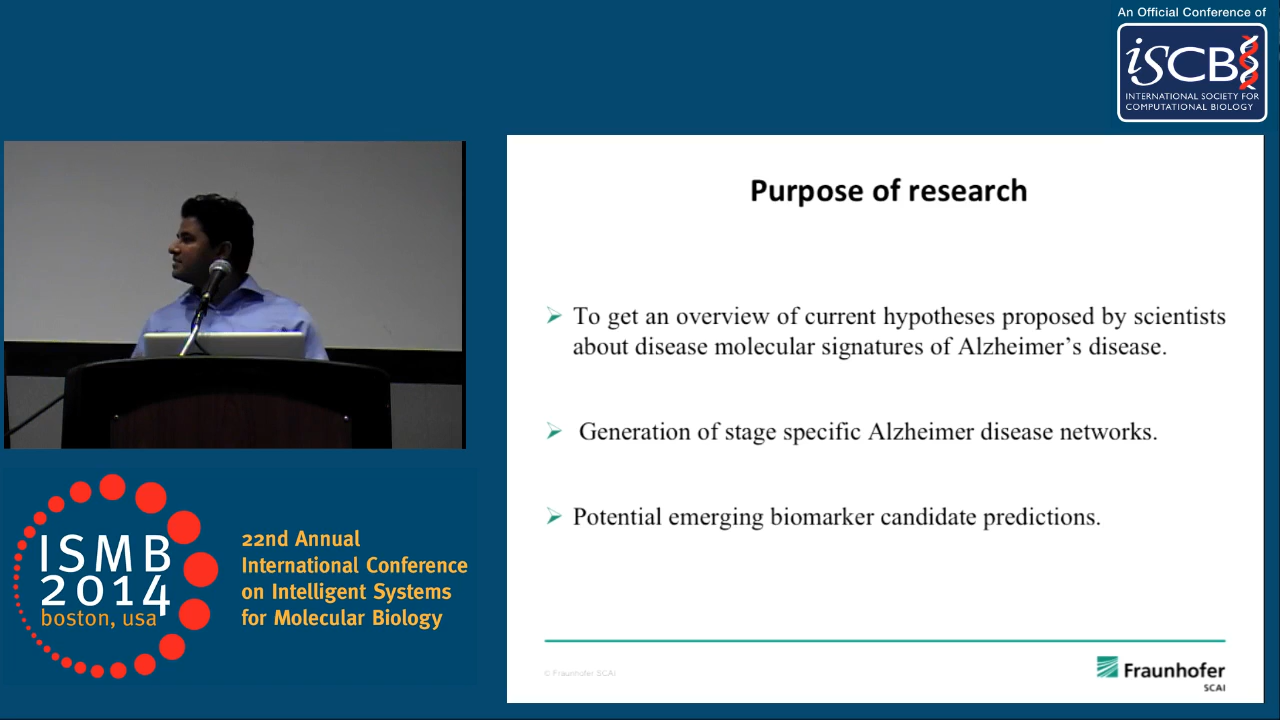 An Official Conference of
iSCB
INTERNATIONAL SOCIETY FOR
COMPUTATIONAL BIOLOGY
Purpose of research
To get an overview of current hypotheses proposed by scientists
about disease molecular signatures of Alzheimer’s disease.
Generation of stage specific Alzheimer disease networks.
Potential emerging biomarker candidate predictions.
© Fraunhofer SCAI
Fraunhofer
SCAI
ISMB
2014
boston, usa
22nd Annual
International Conference
on Intelligent Systems
for Molecular Biology